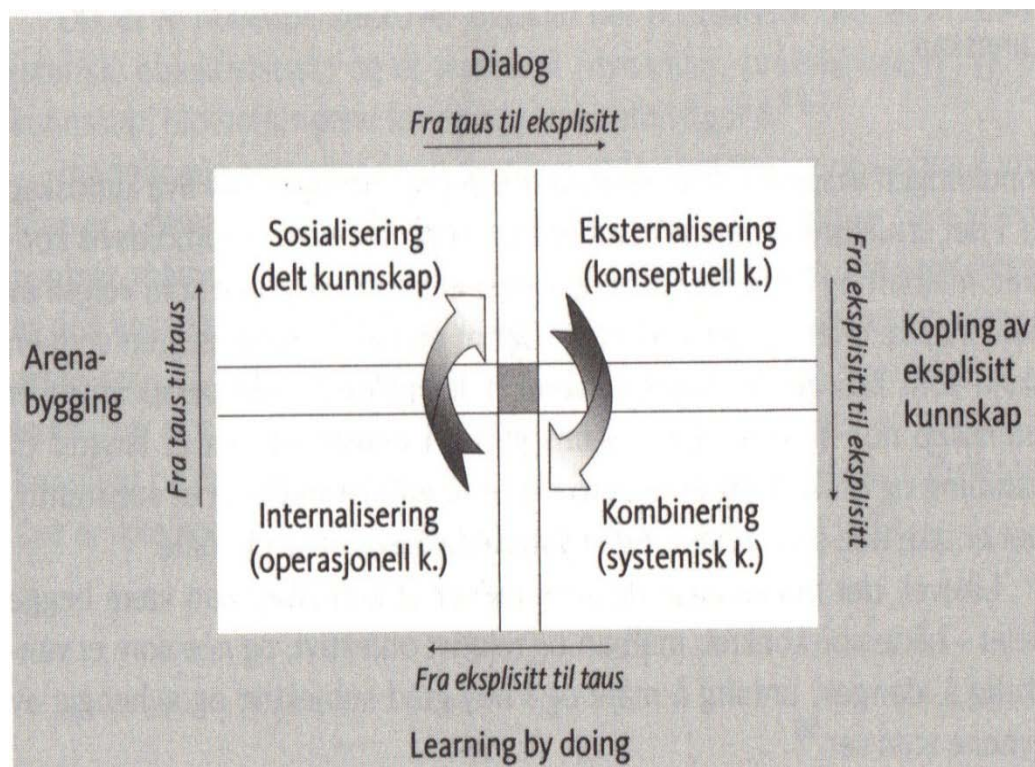 Dialog
Fra taus til eksplisitt
Sosialisering
(delt kunnskap)
Eksternalisering
(konseptuell k.)
Arena-
bygging
Fra taus til taus
Fra eksplisitt til eksplisitt
Kopling av
eksplisitt
kunnskap
Internalisering
(operasjonell k.)
Kombinering
(systemisk k.)
Fra eksplisitt til taus
Learning by doing